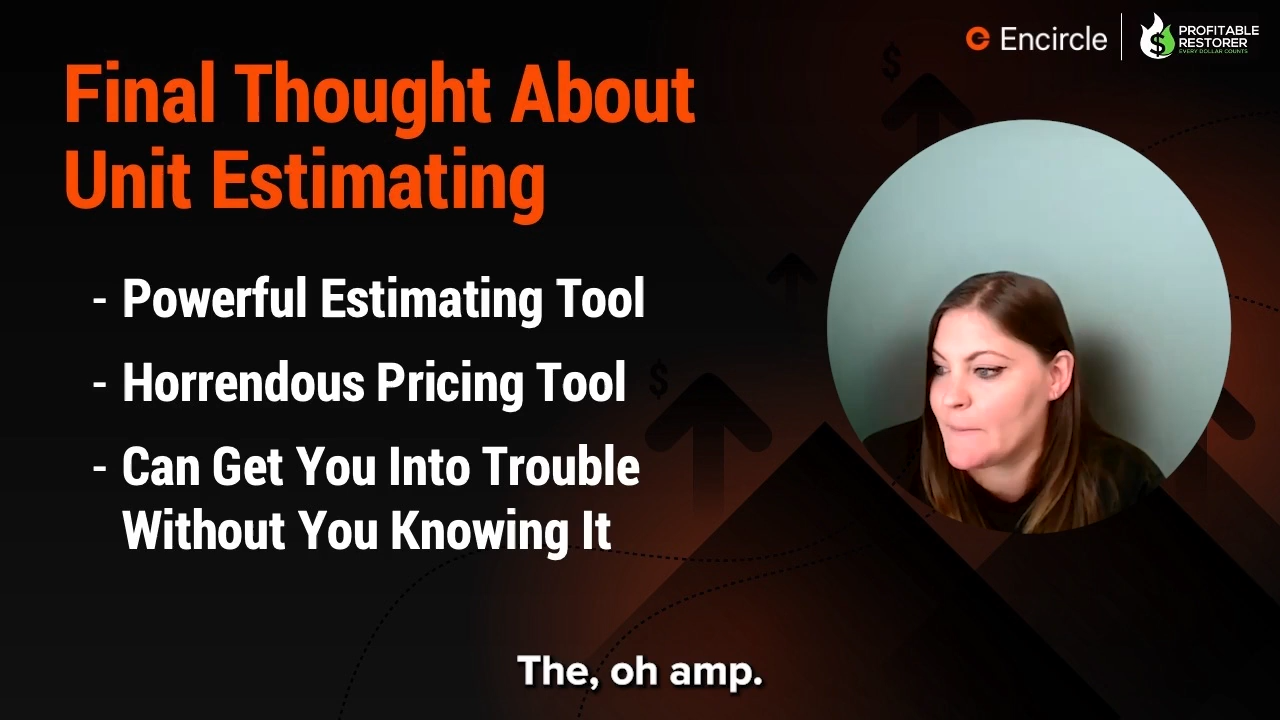 Encircle
PROFITABLE
RESTORER
EVERY DOLLAR COUNTS
Final Thought About
Unit Estimating
- Powerful Estimating Tool
- Horrendous Pricing Tool
- Can Get You Into Trouble
Without You Knowing It
$
$
$
The, oh amp.